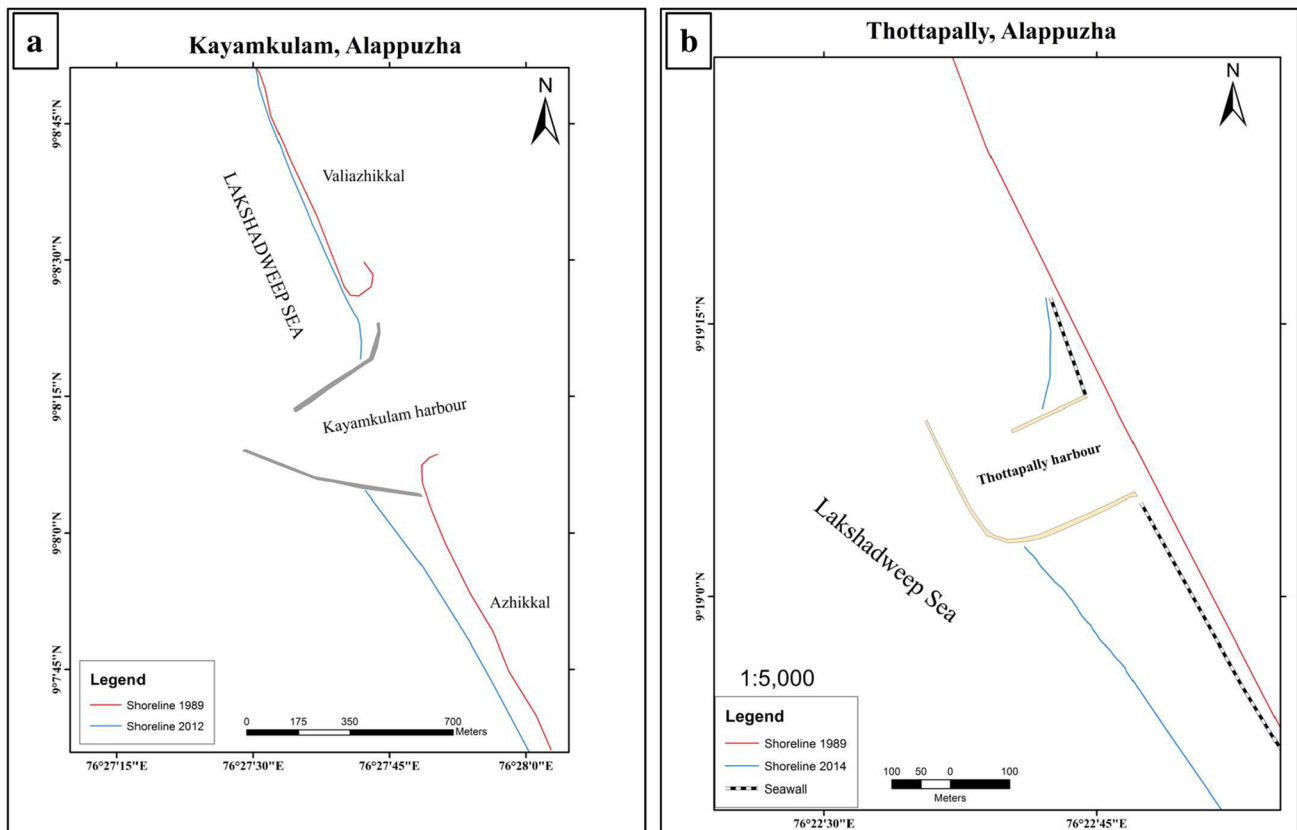 a
Kayamkulam, Alappuzha
N
9°8'45"N
9°8'30"N
9°8'15"N
9°8'0"N
9°7'45"N
Valiazhikkal
LAKSHADWEEP SEA
Kayamkulam harbour
Azhikkal
Legend
Shoreline 1989
Shoreline 2012
0 175 350 700
Meters
76°27'15"E 76°27'30"E 76°27'45"E 76°28'0"E
b
Thottapally, Alappuzha
N
9°19'15"N
9°19'0"N
Thottapally harbour
Lakshadweep Sea
1:5,000
Legend
Shoreline 1989
Shoreline 2014
Seawall
100 50 0 100
Meters
76°22'30"E 76°22'45"E